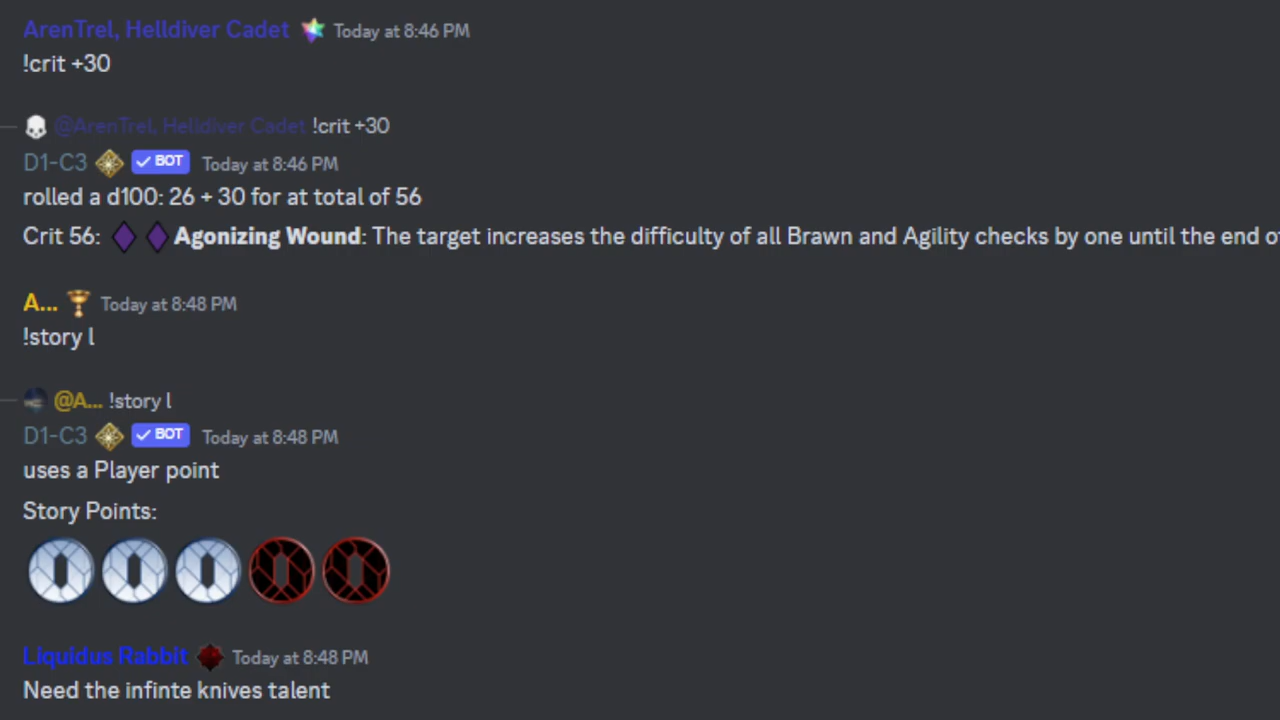 ArenTrel, Helldiver Cadet Today at 8:46 PM
!crit +30
@ArenTrel, Helldiver Cadet !crit +30
D1-C3 BOT Today at 8:46 PM
rolled a d100: 26 + 30 for at total of 56
Crit 56: Agonizing Wound: The target increases the difficulty of all Brawn and Agility checks by one until the end of
A... Today at 8:48 PM
!story l
@A... !story l
D1-C3 BOT Today at 8:48 PM
uses a Player point
Story Points:
Liquidus Rabbit Today at 8:48 PM
Need the infinte knives talent